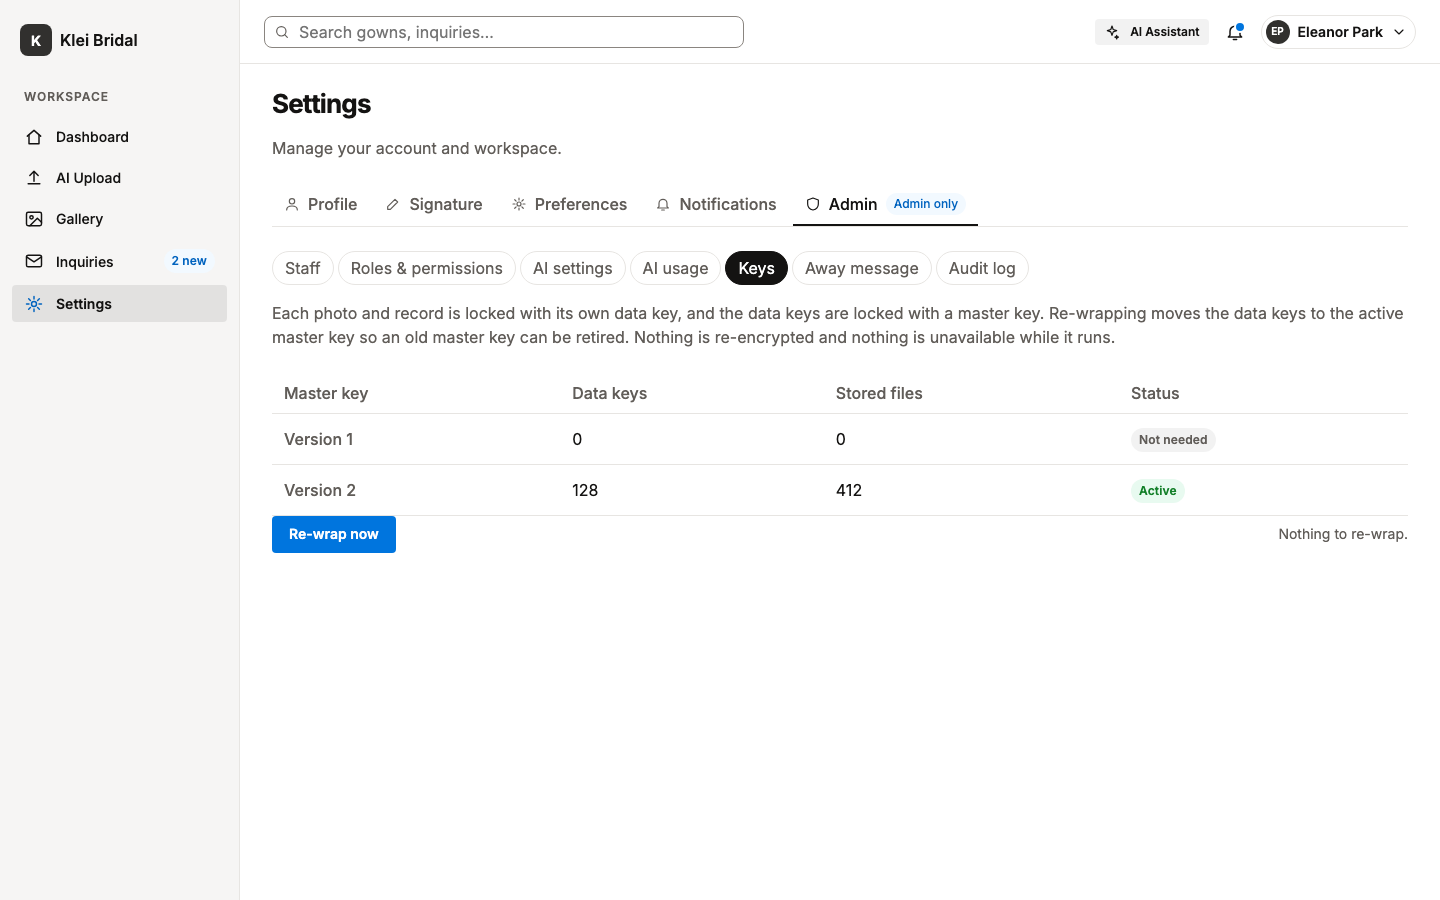 K Klei Bridal
Search gowns, inquiries...
AI Assistant
EP Eleanor Park
WORKSPACE
Dashboard
AI Upload
Gallery
Inquiries 2 new
Settings
Settings
Manage your account and workspace.
Profile Signature Preferences Notifications Admin Admin only
Staff Roles & permissions AI settings AI usage Keys Away message Audit log
Each photo and record is locked with its own data key, and the data keys are locked with a master key. Re-wrapping moves the data keys to the active
master key so an old master key can be retired. Nothing is re-encrypted and nothing is unavailable while it runs.
Master key Data keys Stored files Status
Version 1 0 0 Not needed
Version 2 128 412 Active
Re-wrap now Nothing to re-wrap.